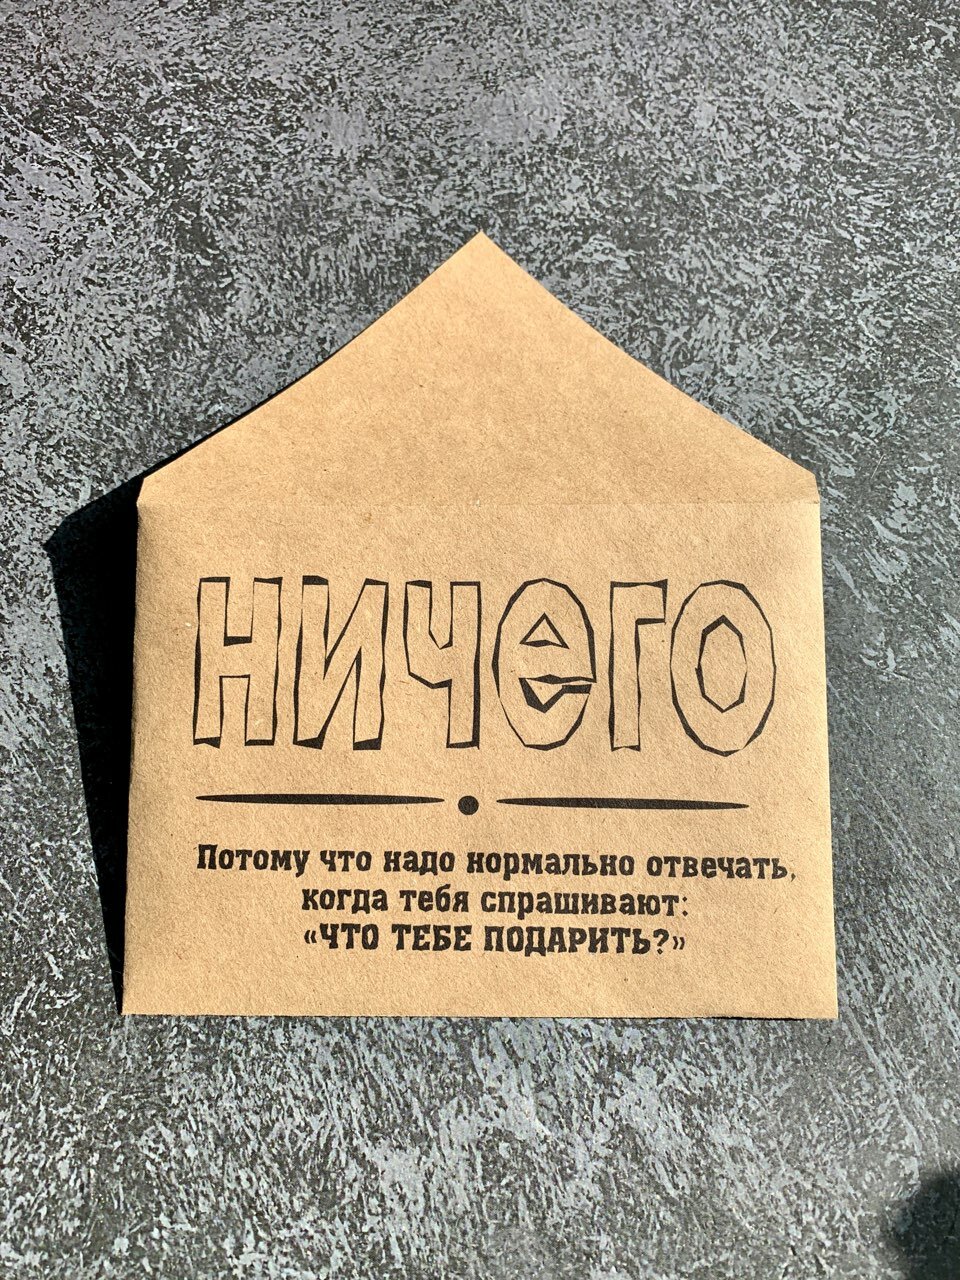 ничего
Потому что надо нормально отвечать,
когда тебя спрашивают:
«ЧТО ТЕБЕ ПОДАРИТЬ?»